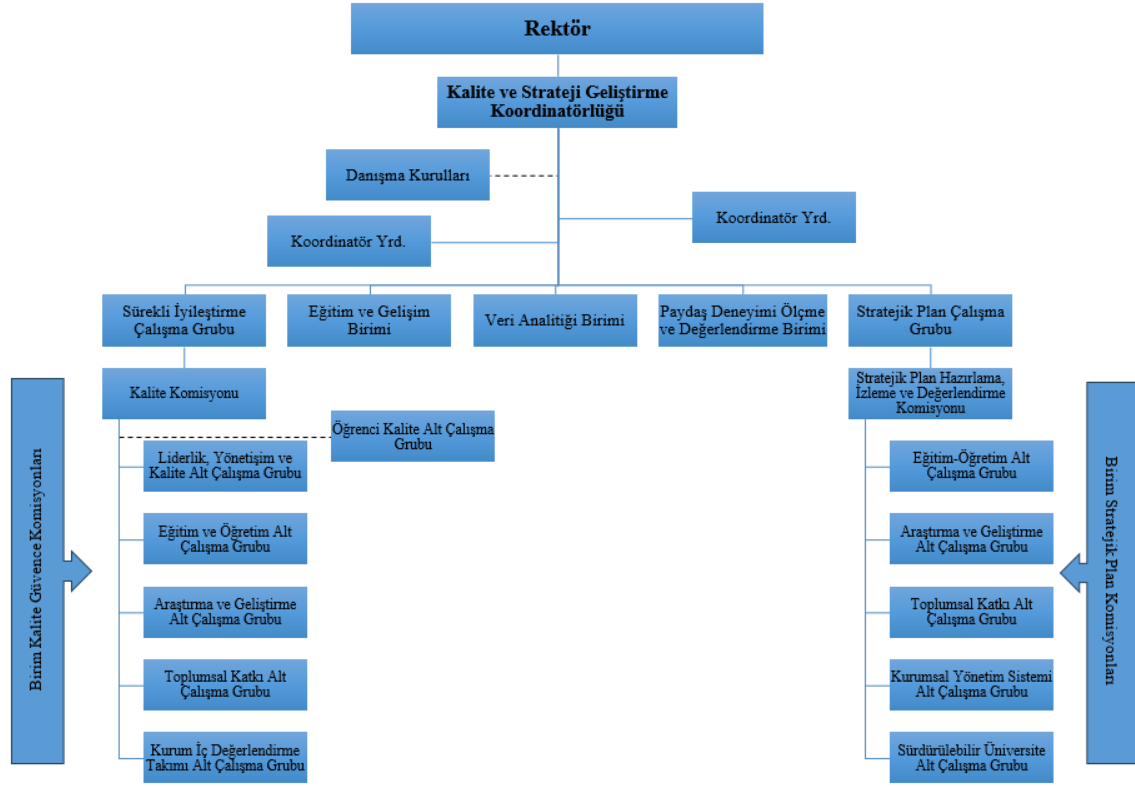 Rektör
Kalite ve Strateji Geliştirme
Koordinatörlüğü
Danışma Kurulları
Koordinatör Yrd.
Koordinatör Yrd.
Sürekli İyileştirme
Çalışma Grubu
Eğitim ve Gelişim
Birimi
Veri Analitiği Birimi
Paydaş Deneyimi Ölçme
ve Değerlendirme Birimi
Stratejik Plan Çalışma
Grubu
Kalite Komisyonu
Stratejik Plan Hazırlama,
İzleme ve Değerlendirme
Komisyonu
Öğrenci Kalite Alt Çalışma
Grubu
Liderlik, Yönetişim ve
Kalite Alt Çalışma Grubu
Eğitim ve Öğretim Alt
Çalışma Grubu
Araştırma ve Geliştirme
Alt Çalışma Grubu
Toplumsal Katkı Alt
Çalışma Grubu
Kurum İç Değerlendirme
Takımı Alt Çalışma Grubu
Eğitim-Öğretim Alt
Çalışma Grubu
Araştırma ve Geliştirme
Alt Çalışma Grubu
Toplumsal Katkı Alt
Çalışma Grubu
Kurumsal Yönetim Sistemi
Alt Çalışma Grubu
Sürdürülebilir Üniversite
Alt Çalışma Grubu
Birim Kalite Güvence Komisyonları
Birim Stratejik Plan Komisyonları